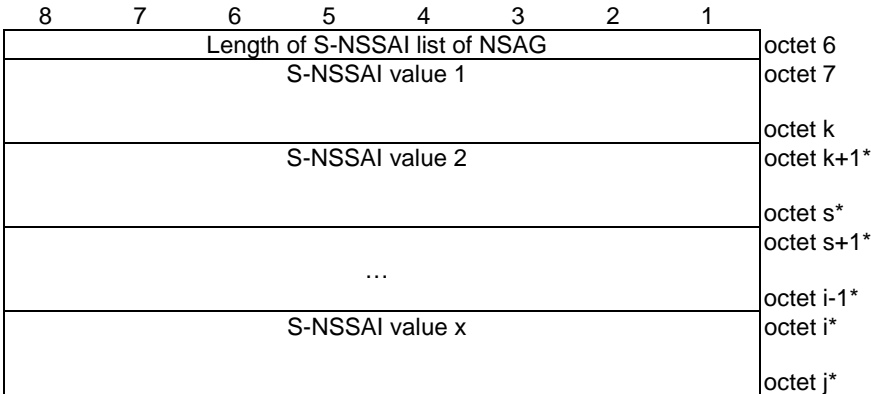 8 7 6 5 4 3 2 1
Length of S-NSSAI list of NSAG octet 6
S-NSSAI value 1 octet 7
octet k
S-NSSAI value 2 octet k+1*
octet s*
octet s+1*
…
octet i-1*
S-NSSAI value x octet i*
octet j*